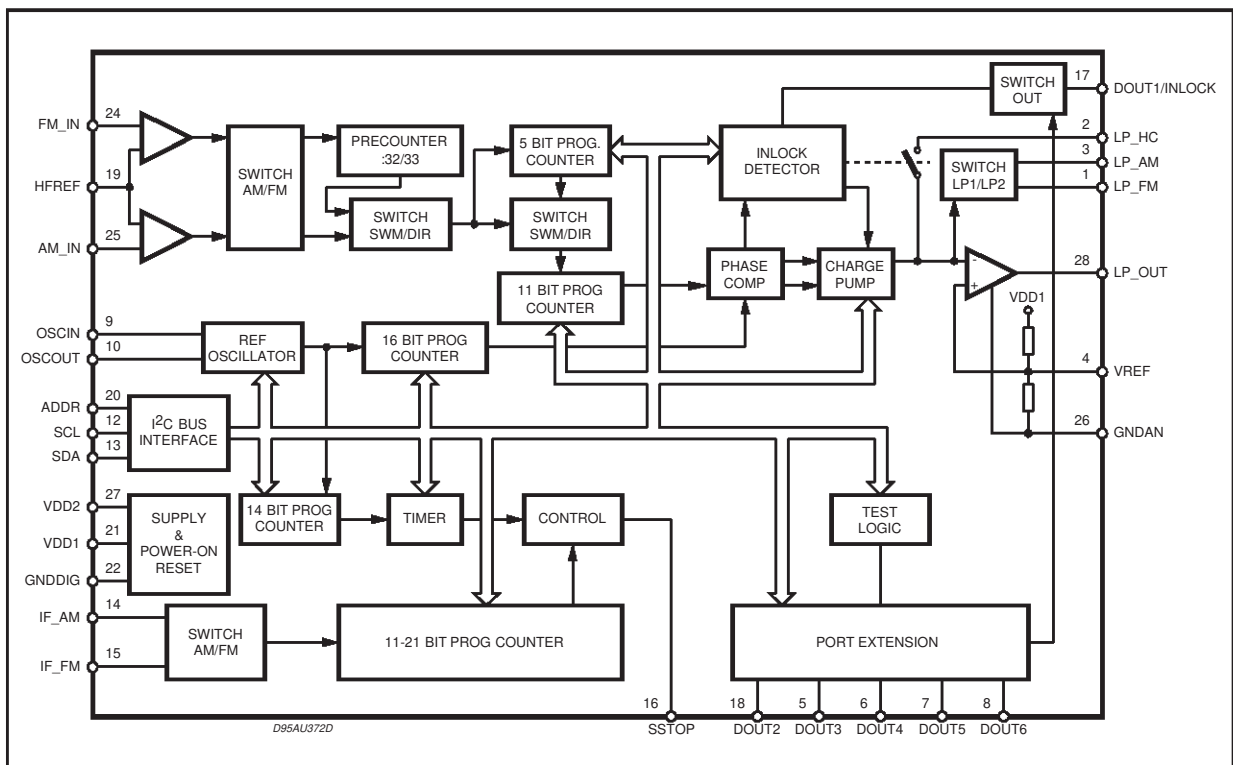 FM_IN
24
HFREF
19
AM_IN
25
SWITCH
AM/FM
PRECOUNTER
:32/33
SWITCH
SWM/DIR
5 BIT PROG.
COUNTER
SWITCH
SWM/DIR
11 BIT PROG
COUNTER
INLOCK
DETECTOR
PHASE
COMP
CHARGE
PUMP
SWITCH
OUT
17
DOUT1/INLOCK
2
LP_HC
3
LP_AM
1
LP_FM
SWITCH
LP1/LP2
-
+
28
LP_OUT
VDD1
4
VREF
26
GNDAN
OSCIN
9
OSCOUT
10
REF
OSCILLATOR
16 BIT PROG
COUNTER
ADDR
20
SCL
12
SDA
13
I2C BUS
INTERFACE
VDD2
27
VDD1
21
GNDDIG
22
SUPPLY
&
POWER-ON
RESET
14 BIT PROG
COUNTER
TIMER
CONTROL
TEST
LOGIC
IF_AM
14
IF_FM
15
SWITCH
AM/FM
11-21 BIT PROG COUNTER
PORT EXTENSION
16
18
5
6
7
8
SSTOP
DOUT2
DOUT3
DOUT4
DOUT5
DOUT6
D95AU372D